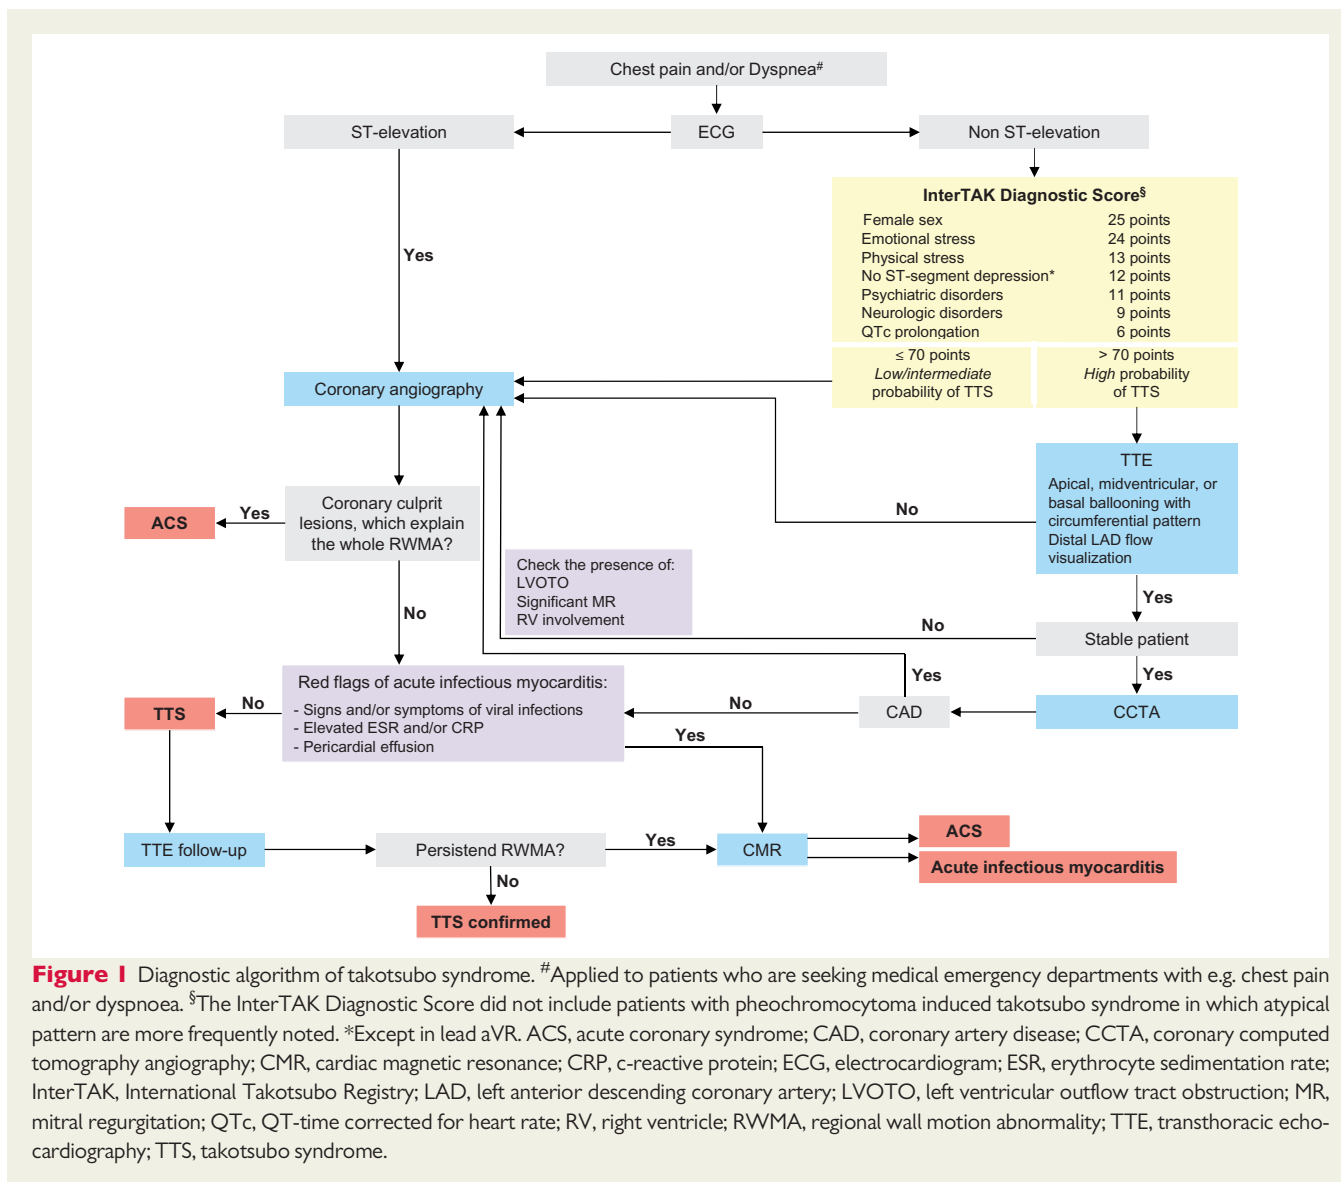 Chest pain and/or Dyspnea#
ST-elevation
ECG
Non ST-elevation
InterTAK Diagnostic Score§
Female sex 25 points
Emotional stress 24 points
Physical stress 13 points
No ST-segment depression* 12 points
Psychiatric disorders 11 points
Neurologic disorders 9 points
QTc prolongation 6 points
≤ 70 points
Low/intermediate
probability of TTS
> 70 points
High probability
of TTS
Yes
Coronary angiography
TTE
Apical, midventricular, or
basal ballooning with
circumferential pattern
Distal LAD flow
visualization
No
Yes
Coronary culprit
lesions, which explain
the whole RWMA?
Yes
ACS
Check the presence of:
LVOTO
Significant MR
RV involvement
No
No
Stable patient
Yes
CCTA
CAD
Yes
No
Red flags of acute infectious myocarditis:
- Signs and/or symptoms of viral infections
- Elevated ESR and/or CRP
- Pericardial effusion
No
TTS
Yes
TTE follow-up
Persistend RWMA?
Yes
CMR
ACS
Acute infectious myocarditis
No
TTS confirmed
Figure 1 Diagnostic algorithm of takotsubo syndrome. #Applied to patients who are seeking medical emergency departments with e.g. chest pain
and/or dyspnoea. §The InterTAK Diagnostic Score did not include patients with pheochromocytoma induced takotsubo syndrome in which atypical
pattern are more frequently noted. *Except in lead aVR. ACS, acute coronary syndrome; CAD, coronary artery disease; CCTA, coronary computed
tomography angiography; CMR, cardiac magnetic resonance; CRP, c-reactive protein; ECG, electrocardiogram; ESR, erythrocyte sedimentation rate;
InterTAK, International Takotsubo Registry; LAD, left anterior descending coronary artery; LVOTO, left ventricular outflow tract obstruction; MR,
mitral regurgitation; QTc, QT-time corrected for heart rate; RV, right ventricle; RWMA, regional wall motion abnormality; TTE, transthoracic echo-
cardiography; TTS, takotsubo syndrome.